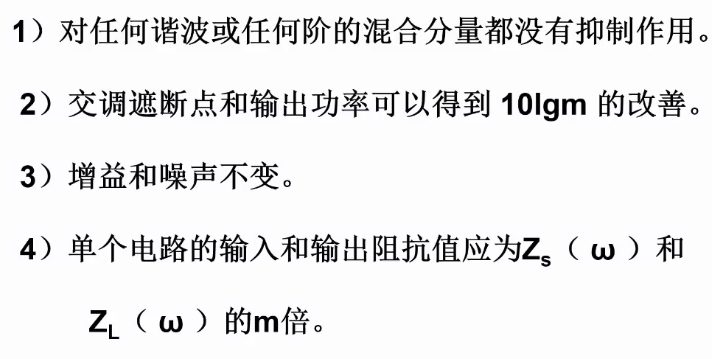 1）对任何谐波或任何阶的混合分量都没有抑制作用。
2）交调遮断点和输出功率可以得到 10lgm 的改善。
3）增益和噪声不变。
4）单个电路的输入和输出阻抗值应为Zs（ω）和
ZL（ω）的m倍。